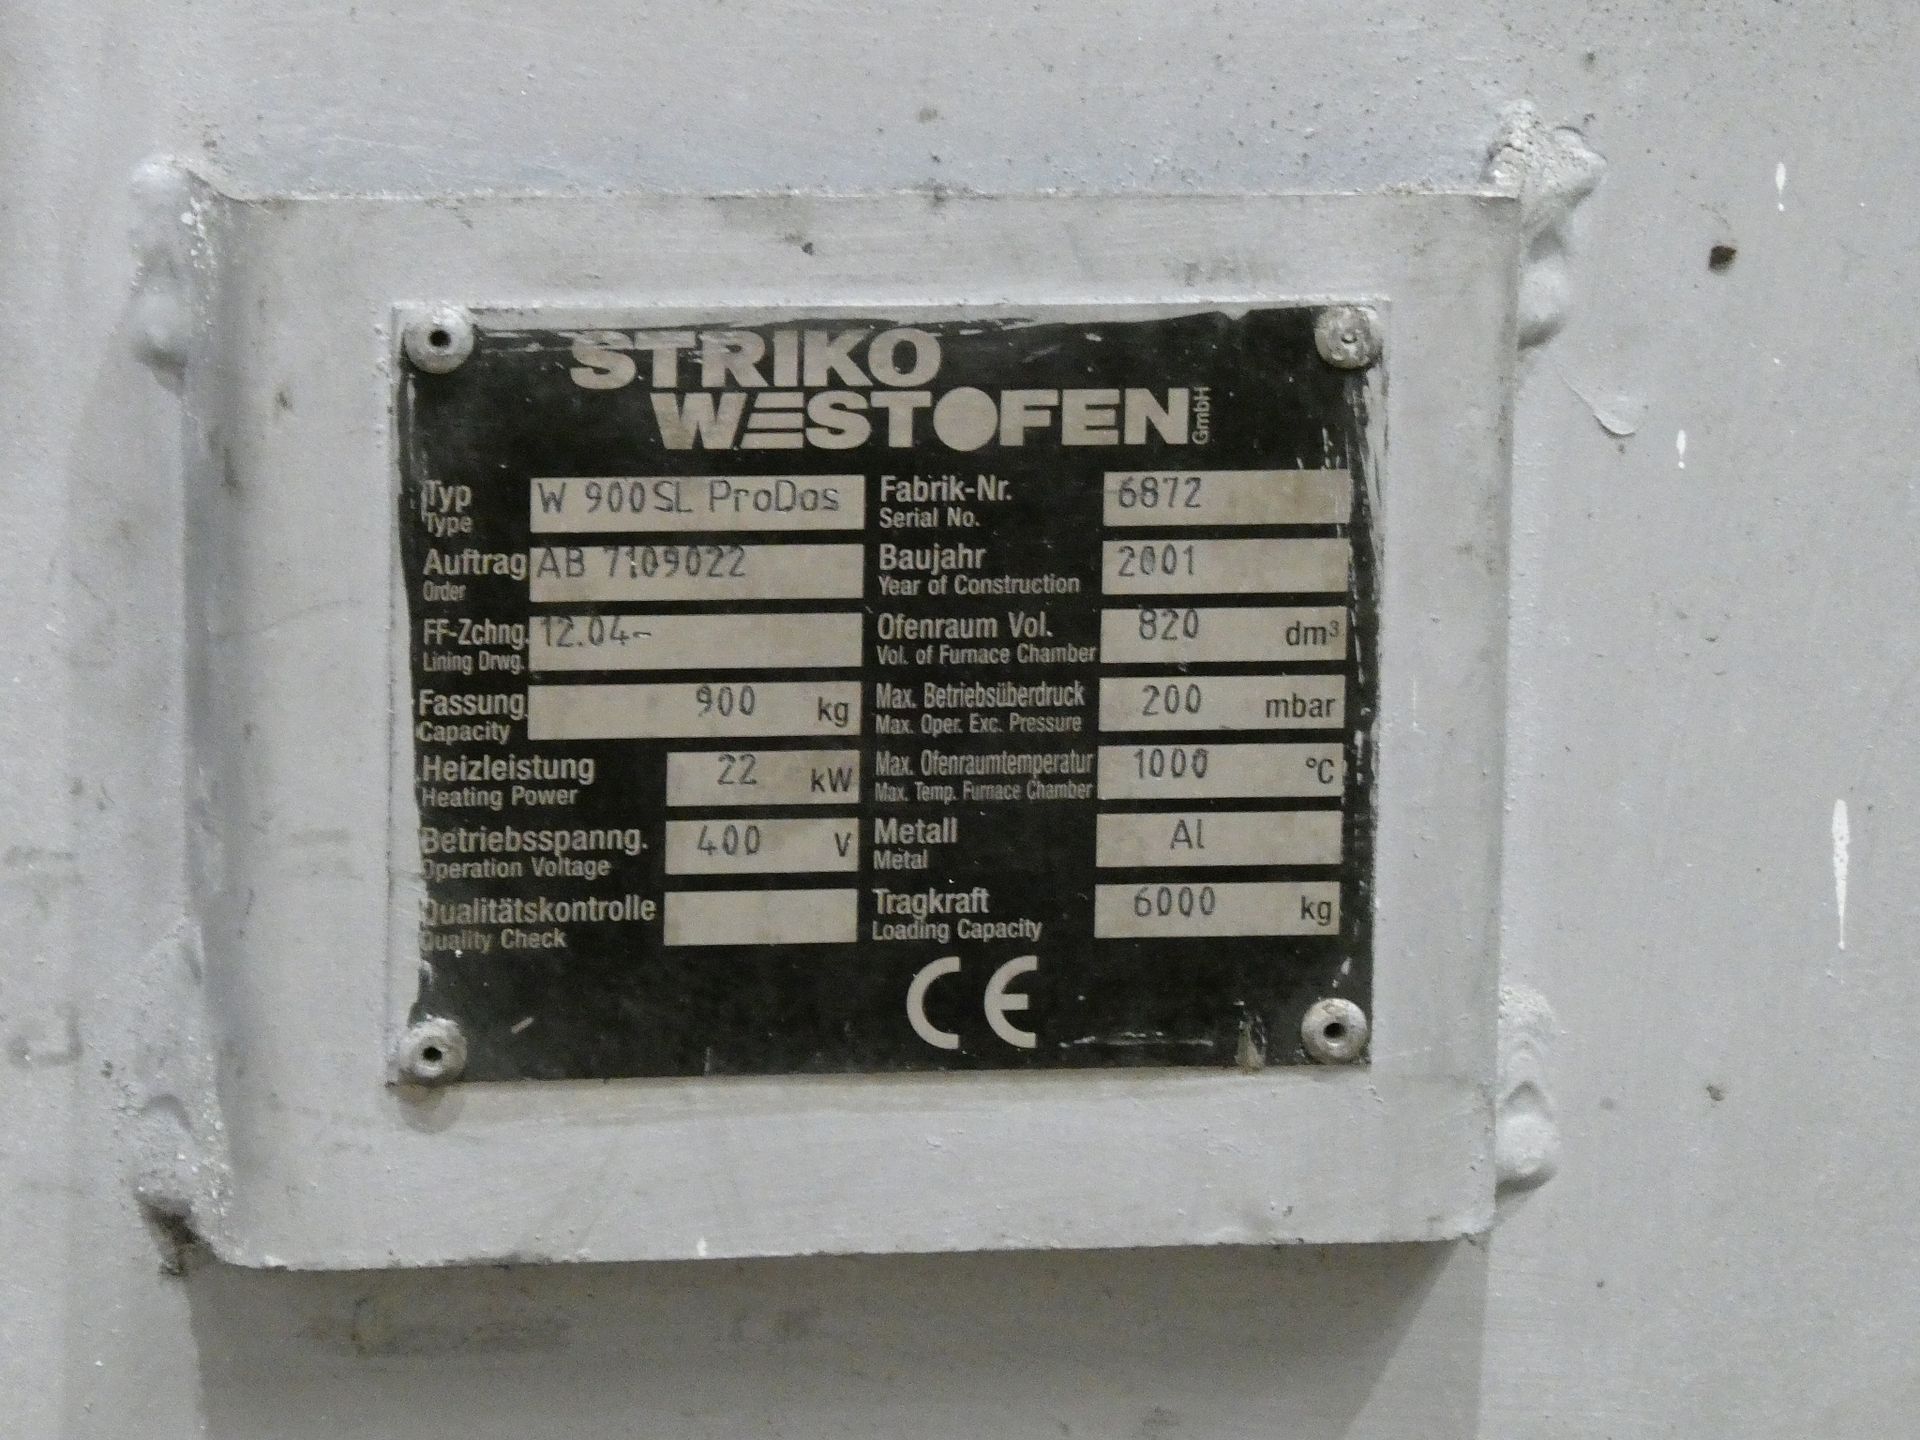 STRIKO
WESTOFEN GmbH
Typ W 900SL ProDos
Type
Auftrag AB 7109022
Order
FF-Zchng. 12.04-
Lining Drwg.
Fassung 900 kg
Capacity
Heizleistung 22 kW
Heating Power
Betriebsspanng. 400 V
Operation Voltage
Qualitätskontrolle
Quality Check
Fabrik-Nr. 6872
Serial No.
Baujahr 2001
Year of Construction
Ofenraum Vol. 820 dm³
Vol. of Furnace Chamber
Max. Betriebsüberdruck 200 mbar
Max. Oper. Exc. Pressure
Max. Ofenraumtemperatur 1000 °C
Max. Temp. Furnace Chamber
Metall Al
Metal
Tragkraft 6000 kg
Loading Capacity
CE